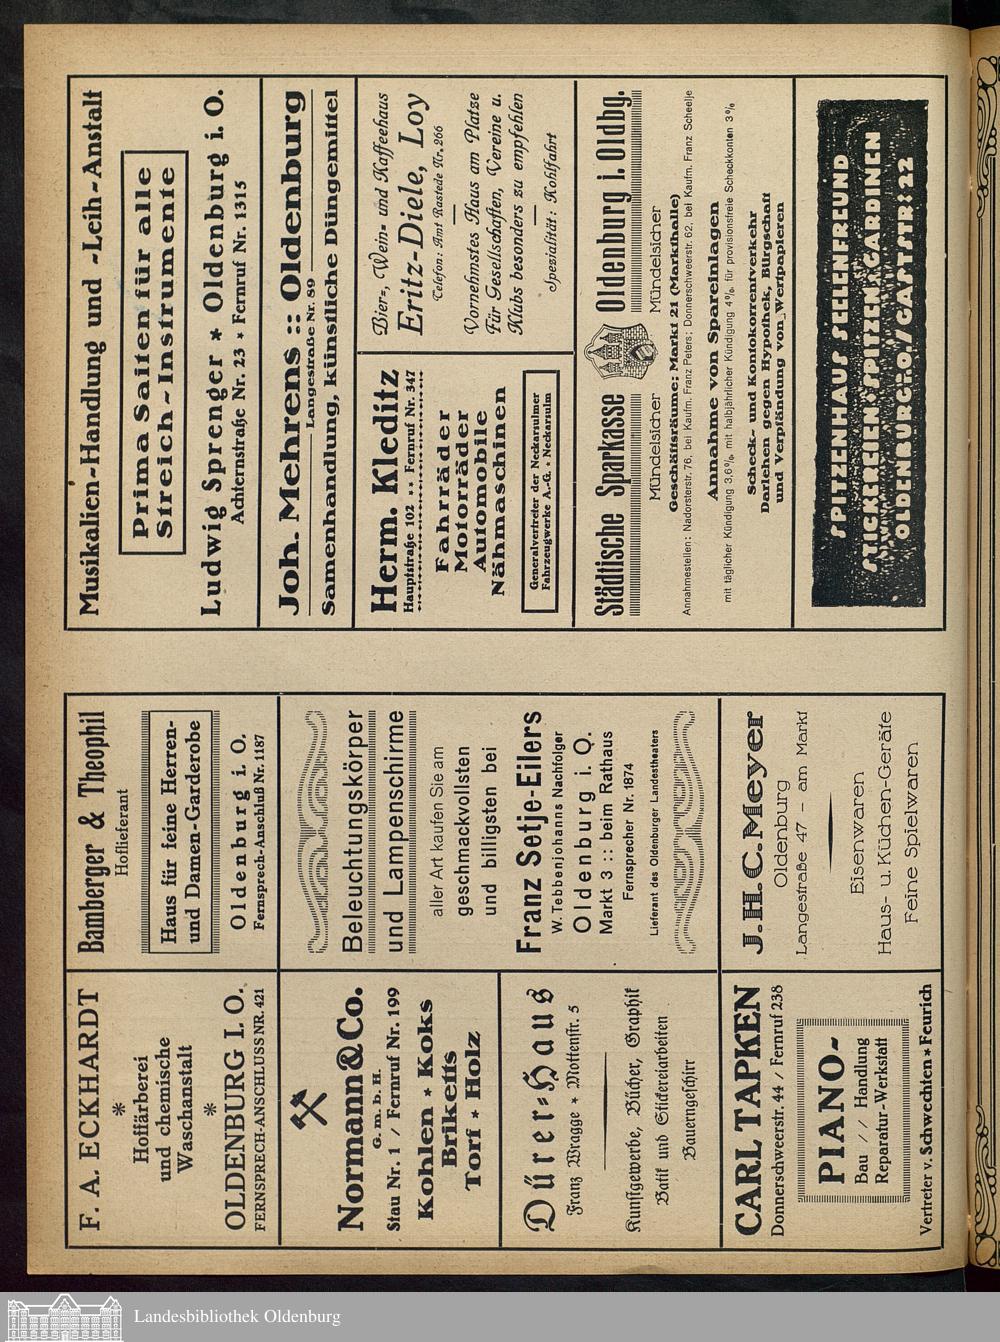 F. A. ECKHARDT
*
Hoffärberei
und chemische
Waschanstalt
*
OLDENBURG I. O.
FERNSPRECH-ANSCHLUSS NR. 421
Bamberger & Theophil
Hoflieferant
Haus für feine Herren-
und Damen-Garderobe
Oldenburg i. O.
Fernsprech-Anschluß Nr. 1187
Normann & Co.
G. m. b. H.
Stau Nr. 1 / Fernruf Nr. 199
Kohlen * Koks
Briketts
Torf * Holz
Beleuchtungskörper
und Lampenschirme
aller Art kaufen Sie am
geschmackvollsten
und billigsten bei
Franz Setje-Eilers
W. Tebbenjohanns Nachfolger
Oldenburg i. O.
Markt 3 :: beim Rathaus
Fernsprecher Nr. 1874
Lieferant des Oldenburger Landestheaters
Dürer-Haus
Franz Wragge * Mottenstr. 5
Kunstgewerbe, Bücher, Graphik
Batik und Stickereiarbeiten
Bauerngeschirr
CARL TAPKEN
Donnerschweerstr. 44 / Fernruf 238
PIANO-
Bau // Handlung
Reparatur-Werkstatt
Vertreter v. Schwechten * Feurich
J. H. C. Meyer
Oldenburg
Langestraße 47 – am Markt
Eisenwaren
Haus- u. Küchen-Geräte
Feine Spielwaren
Musikalien-Handlung und -Leih-Anstalt
Prima Saiten für alle
Streich-Instrumente
Ludwig Sprenger * Oldenburg i. O.
Achternstraße Nr. 23 * Fernruf Nr. 1315
Joh. Mehrens :: Oldenburg
Langestraße Nr. 89
Samenhandlung, künstliche Düngemittel
Herm. Kleditz
Hauptstraße 102 ** Fernruf Nr. 347
Fahrräder
Motorräder
Automobile
Nähmaschinen
Generalvertreter der Neckarsulmer
Fahrzeugwerke A.-G. * Neckarsulm
Bier-, Wein- und Kaffeehaus
Eritz-Diele, Loy
Telefon: Amt Rastede Nr. 266
Vornehmstes Haus am Platze
Für Gesellschaften, Vereine u.
Klubs besonders zu empfehlen
Spezialität: Kohlfahrt
Städtische Sparkasse Oldenburg i. Oldbg.
Mündelsicher Mündelsicher
Geschäftsräume: Markt 21 (Markthalle)
Annahmestellen: Nadorsterstr. 76, bei Kaufm. Franz Peters; Donnerschweerstr. 62, bei Kaufm. Franz Scheelje
Annahme von Spareinlagen
mit täglicher Kündigung 3,6%, mit halbjährlicher Kündigung 4%, für provisionsfreie Scheckkonten 3%
Scheck- und Kontokorrentverkehr
Darlehen gegen Hypothek, Bürgschaft
und Verpfändung von Wertpapieren
SPITZENHAUS SEELENFREUND
STICKEREIEN * SPITZEN, GARDINEN
OLDENBURG i. O / GASTSTR: 22
Landesbibliothek Oldenburg